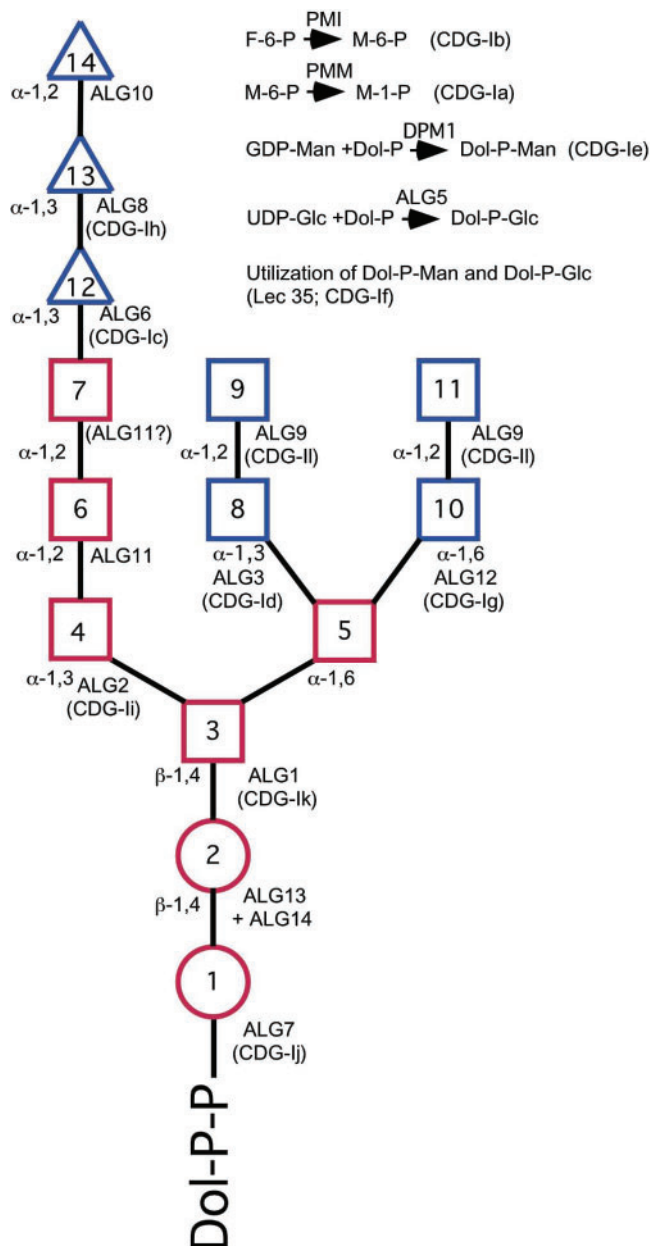 14
α-1,2 ALG10
13
α-1,3 ALG8
(CDG-Ih)
12
α-1,3 ALG6
(CDG-Ic)
7
(ALG11?)
α-1,2
6
α-1,2 ALG11
4
α-1,3 ALG2
(CDG-Ii)
PMI
F-6-P M-6-P (CDG-Ib)
PMM
M-6-P M-1-P (CDG-Ia)
DPM1
GDP-Man +Dol-P Dol-P-Man (CDG-Ie)
ALG5
UDP-Glc +Dol-P Dol-P-Glc
Utilization of Dol-P-Man and Dol-P-Glc
(Lec 35; CDG-If)
9
ALG9
α-1,2 (CDG-Il)
8
α-1,3
ALG3
(CDG-Id)
11
ALG9
α-1,2 (CDG-Il)
10
α-1,6
ALG12
(CDG-Ig)
5
α-1,6
3
β-1,4 ALG1
(CDG-Ik)
2
β-1,4 ALG13
+ ALG14
1
ALG7
(CDG-Ij)
Dol-P-P